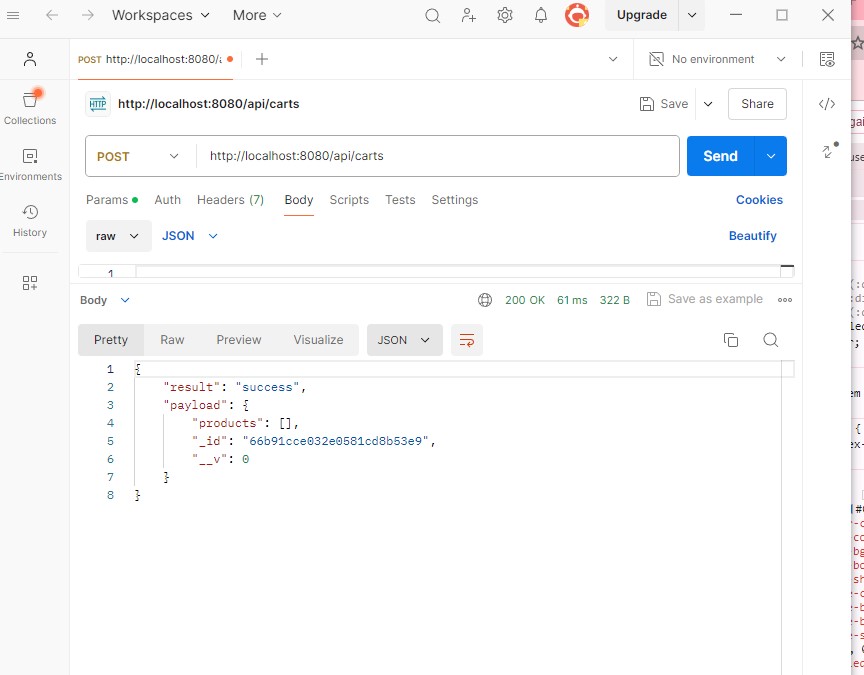 Workspaces More Upgrade
POST http://localhost:8080/a No environment
HTTP http://localhost:8080/api/carts Save Share
Collections
POST http://localhost:8080/api/carts Send
Environments
Params Auth Headers (7) Body Scripts Tests Settings Cookies
History
raw JSON Beautify
1
Body 200 OK 61 ms 322 B Save as example
Pretty Raw Preview Visualize JSON
1 {
2 "result": "success",
3 "payload": {
4 "products": [],
5 "_id": "66b91cce032e0581cd8b53e9",
6 "__v": 0
7 }
8 }